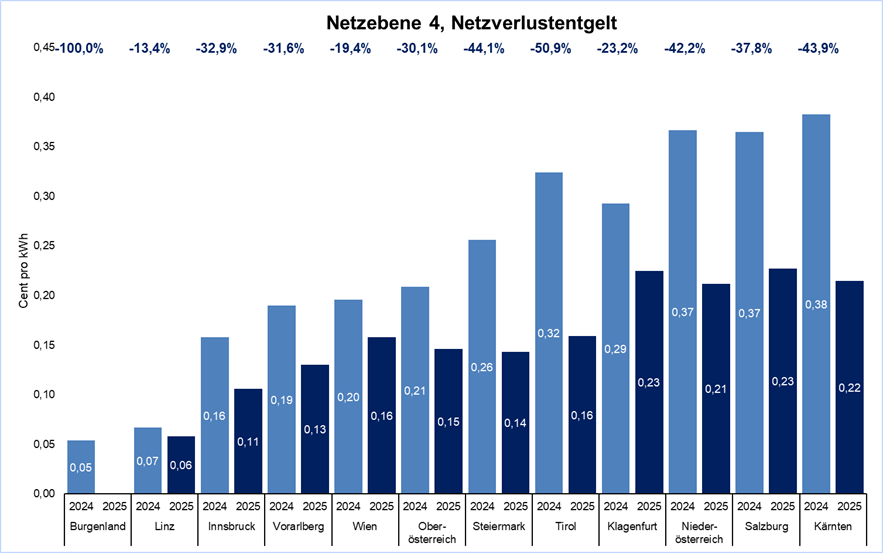 Netzebene 4, Netzverlustentgelt
-100,0% -13,4% -32,9% -31,6% -19,4% -30,1% -44,1% -50,9% -23,2% -42,2% -37,8% -43,9%
Cent pro kWh
0,45
0,40
0,35
0,30
0,25
0,20
0,15
0,10
0,05
0,00
0,05 0,07 0,06 0,16 0,11 0,19 0,13 0,20 0,16 0,21 0,15 0,26 0,14 0,32 0,16 0,29 0,23 0,37 0,21 0,37 0,23 0,38 0,22
2024 2025 2024 2025 2024 2025 2024 2025 2024 2025 2024 2025 2024 2025 2024 2025 2024 2025 2024 2025 2024 2025 2024 2025
Burgenland Linz Innsbruck Vorarlberg Wien Ober- Steiermark Tirol Klagenfurt Nieder- Salzburg Kärnten
österreich österreich